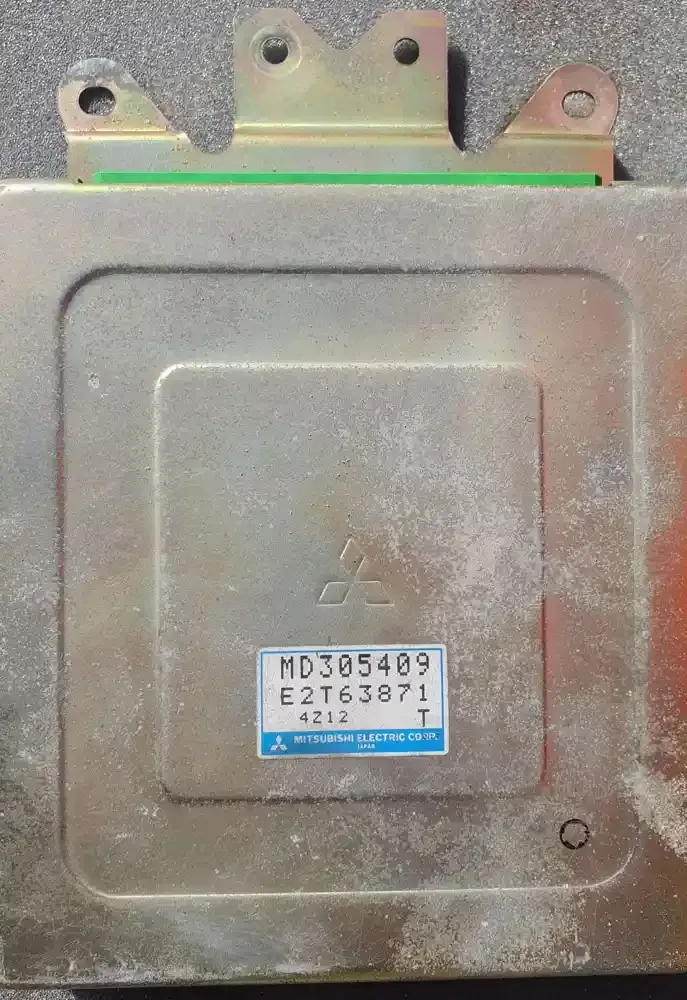 MD305409
E2T63871
4Z12 T
MITSUBISHI ELECTRIC CORP.
JAPAN